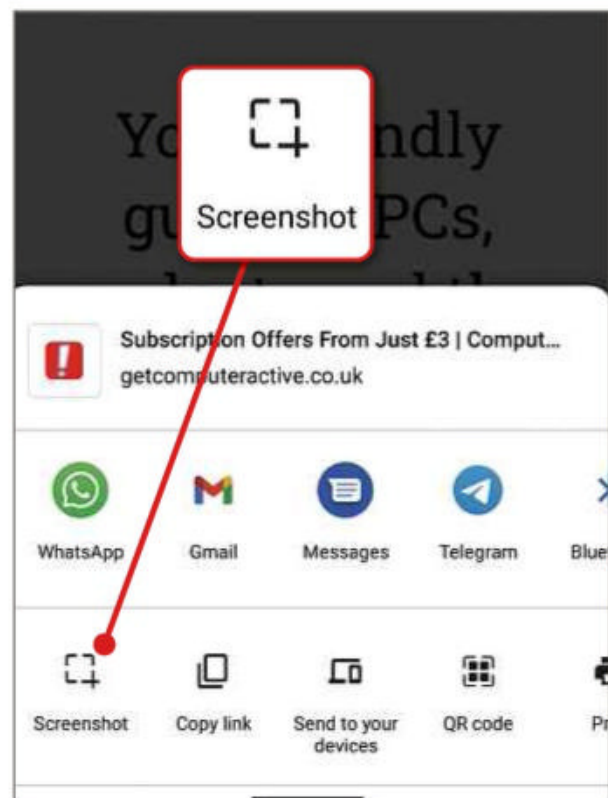 Screenshot
PCs,
Subscription Offers From Just £3 | Comput...
getcomputeractive.co.uk
WhatsApp
Gmail
Messages
Telegram
Screenshot
Copy link
Send to your
devices
QR code